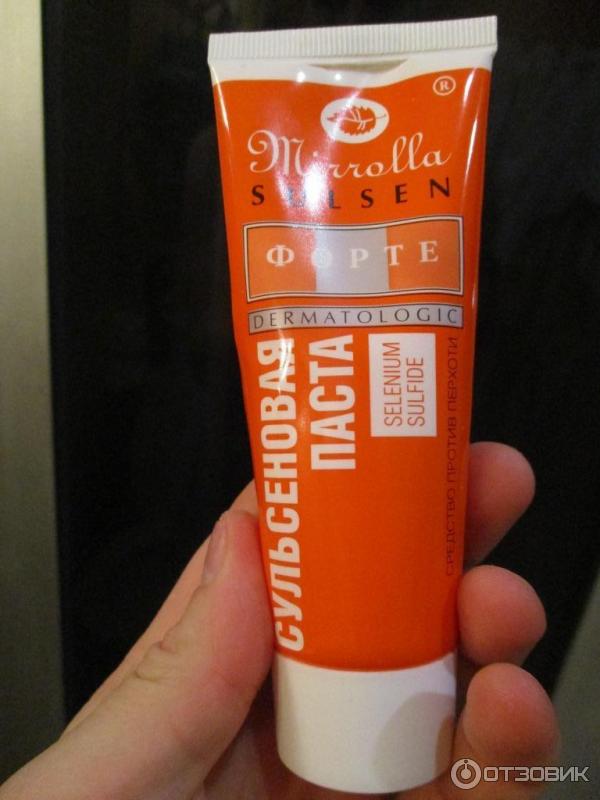 ®
Mirrolla
SULSEN
ФОРТЕ
DERMATOLOGIC
СУЛЬСЕНОВАЯ
ПАСТА
SELENIUM
SULFIDE
СРЕДСТВО ПРОТИВ ПЕРХОТИ
ОТЗОВИК